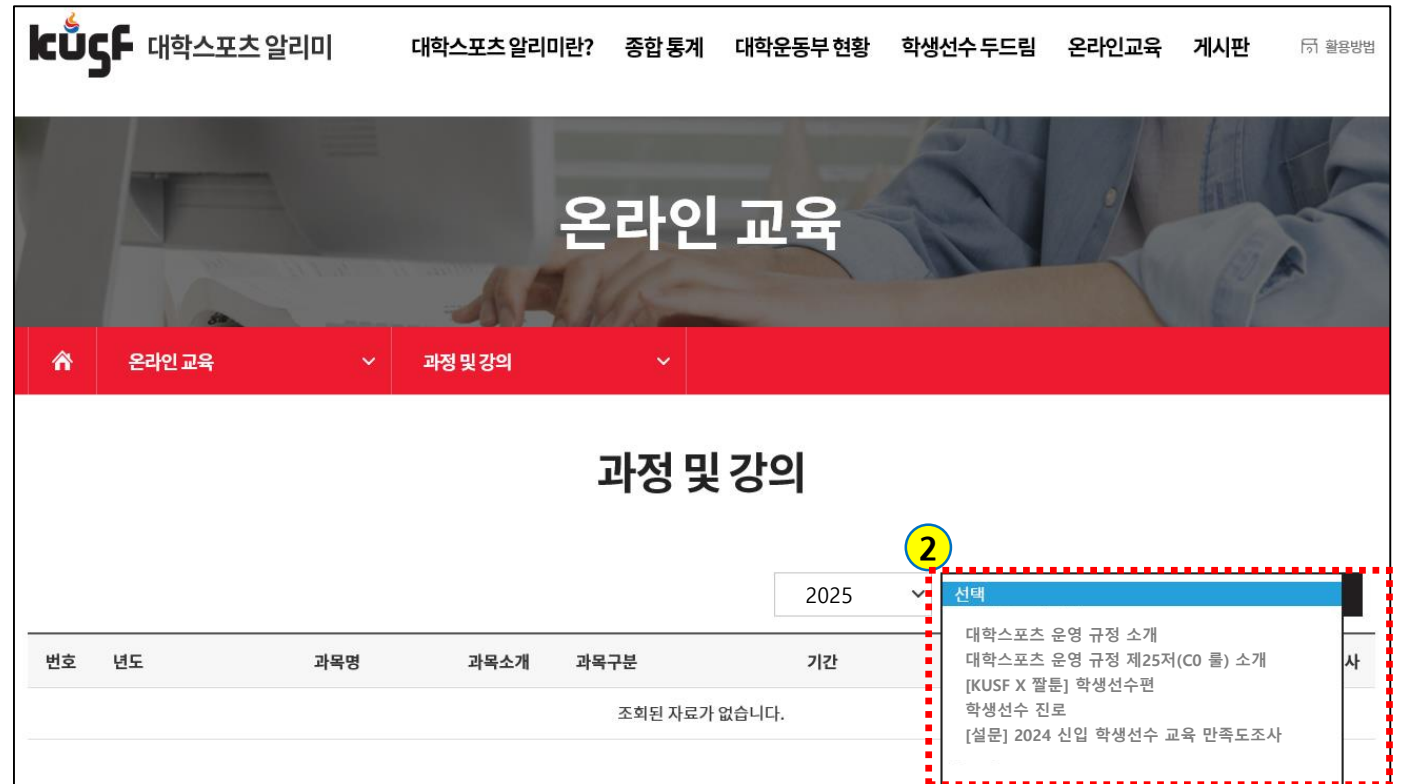 kusf 대학스포츠 알리미 대학스포츠 알리미란? 종합 통계 대학운동부 현황 학생선수 두드림 온라인교육 게시판 활용방법
온라인 교육
온라인 교육 과정 및 강의
과정 및 강의
2
2025 선택
대학스포츠 운영 규정 소개
번호 년도 과목명 과목소개 과목구분 기간 대학스포츠 운영 규정 제25저(C0 룰) 소개 사
[KUSF X 짤툰] 학생선수편
조회된 자료가 없습니다. 학생선수 진로
[설문] 2024 신입 학생선수 교육 만족도조사